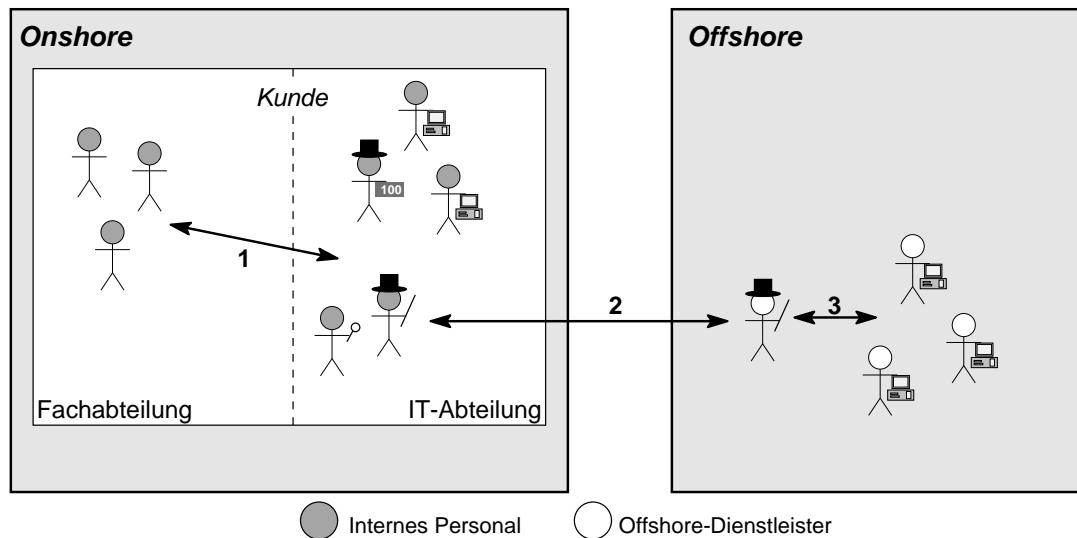 Onshore
Offshore
Kunde
100
1
2
3
Fachabteilung
IT-Abteilung
Internes Personal
Offshore-Dienstleister